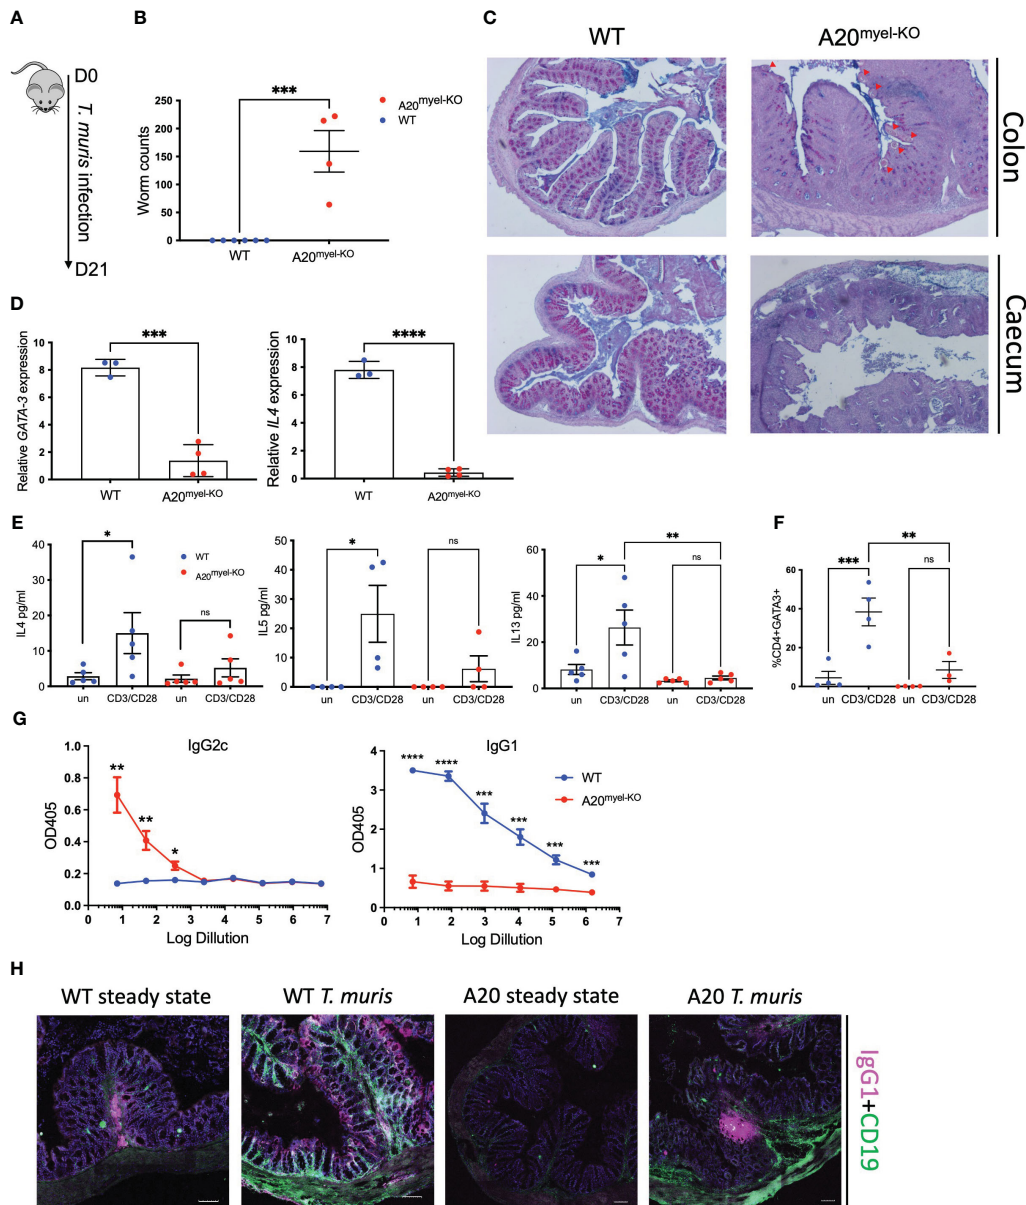 A
D0
T. muris infection
D21
B
Worm counts
250
200
150
100
50
0
***
WT
A20myel-KO
A20myel-KO
WT
C
WT
A20myel-KO
Colon
Caecum
D
Relative GATA-3 expression
10
8
6
4
2
0
***
WT
A20myel-KO
Relative IL4 expression
10
8
6
4
2
0
****
WT
A20myel-KO
E
IL4 pg/ml
40
30
20
10
0
*
ns
WT
A20myel-KO
un
CD3/CD28
un
CD3/CD28
IL5 pg/ml
50
40
30
20
10
0
*
ns
un
CD3/CD28
un
CD3/CD28
IL13 pg/ml
60
40
20
0
*
**
ns
un
CD3/CD28
un
CD3/CD28
F
%CD4+GATA3+
60
40
20
0
***
**
ns
un
CD3/CD28
un
CD3/CD28
G
IgG2c
OD405
1.0
0.8
0.6
0.4
0.2
0.0
**
**
*
0 1 2 3 4 5 6 7
Log Dillution
IgG1
OD405
4
3
2
1
0
****
****
***
***
***
***
0 1 2 3 4 5 6 7
Log Dillution
WT
A20myel-KO
H
WT steady state
WT T. muris
A20 steady state
A20 T. muris
IgG1+CD19